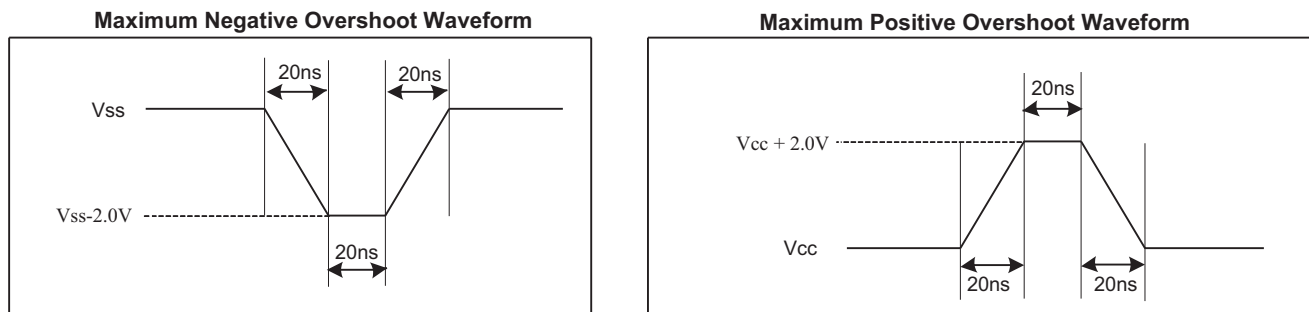 Maximum Negative Overshoot Waveform
20ns
20ns
Vss
Vss-2.0V
20ns
Maximum Positive Overshoot Waveform
20ns
Vcc + 2.0V
Vcc
20ns
20ns